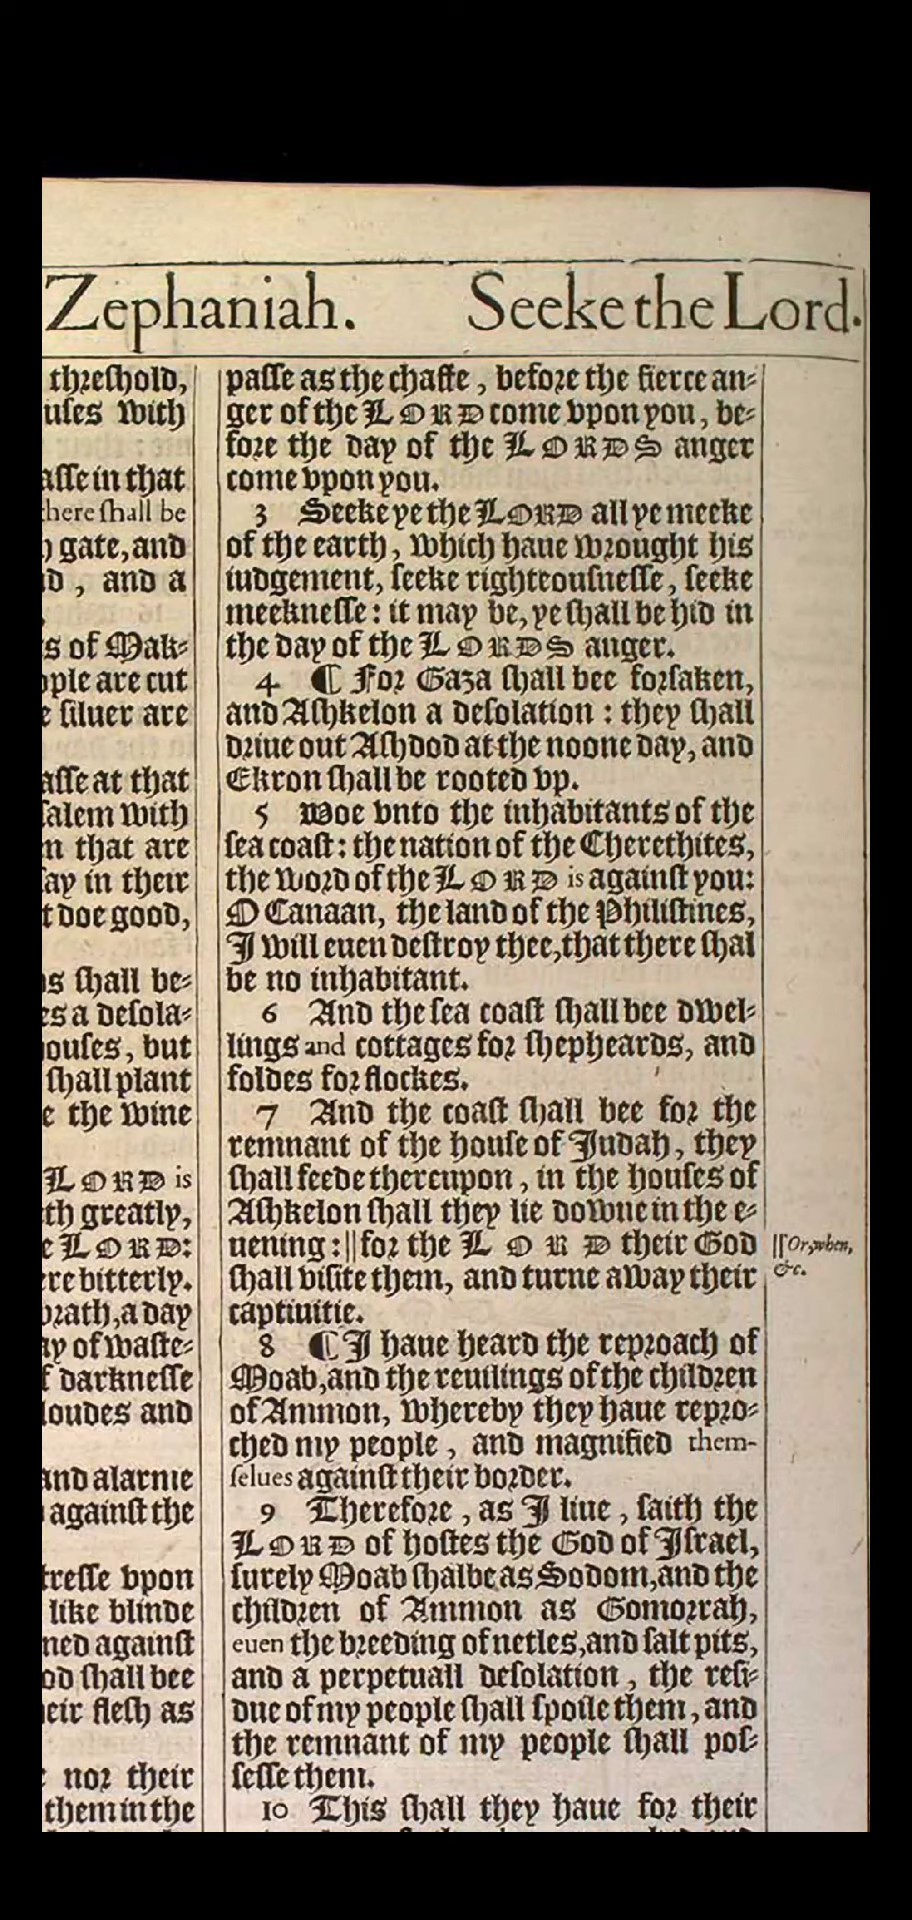 Zephaniah. Seeke the Lord.
threſhold,
uſes with
aſſe in that
here ſhall be
gate, and
d, and a
s of Mak-
ople are cut
e ſiluer are
aſſe at that
ſalem with
n that are
ſay in their
t doe good,
s ſhall be-
es a deſola-
ouſes, but
ſhall plant
e the wine
LORD is
th greatly,
e LORD:
re bitterly.
wrath, a day
ay of waſte-
f darkneſſe
loudes and
and alarme
against the
treſſe vpon
like blinde
ned againſt
od ſhall bee
eir fleſh as
nor their
them in the
paſſe as the chaffe, before the fierce an-
ger of the LORD come vpon you, be-
fore the day of the LORDS anger
come vpon you.
3 Seeke ye the LORD all ye meeke
of the earth, which haue wrought his
iudgement, ſeeke righteouſneſſe, ſeeke
meekneſſe: it may be, ye ſhall be hid in
the day of the LORDS anger.
4 ¶ For Gaza ſhall bee forſaken,
and Aſhkelon a deſolation: they ſhall
driue out Aſhdod at the noone day, and
Ekron ſhall be rooted vp.
5 Woe vnto the inhabitants of the
ſea coaſt: the nation of the Cherethites,
the word of the LORD is againſt you:
O Canaan, the land of the Philiſtines,
I will euen deſtroy thee, that there ſhal
be no inhabitant.
6 And the ſea coaſt ſhall bee dwel-
lings and cottages for ſhepheards, and
foldes for flockes.
7 And the coaſt ſhall bee for the
remnant of the houſe of Judah, they
ſhall feede thereupon, in the houſes of
Aſhkelon ſhall they lie downe in the e-
uening: || for the LORD their God
ſhall viſite them, and turne away their
captiuitie.
8 ¶ I haue heard the reproach of
Moab, and the reuilings of the children
of Ammon, whereby they haue repro-
ched my people, and magnified them-
ſelues againſt their border.
9 Therefore, as I liue, ſaith the
LORD of hoſtes the God of Iſrael,
ſurely Moab ſhalbe as Sodom, and the
children of Ammon as Gomorrah,
euen the breeding of netles, and ſalt pits,
and a perpetuall deſolation, the reſi-
due of my people ſhall ſpoile them, and
the remnant of my people ſhall poſ-
ſeſſe them.
10 This ſhall they haue for their
|| Or, when,
&c.